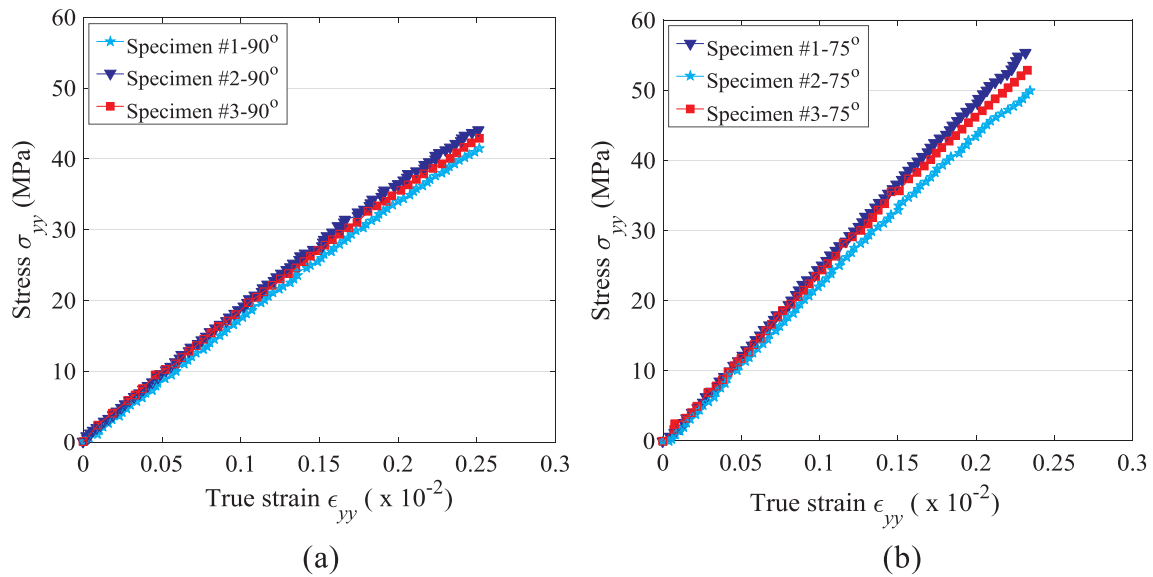 60
50
40
30
20
10
0
Stress σyy (MPa)
Specimen #1-90°
Specimen #2-90°
Specimen #3-90°
0 0.05 0.1 0.15 0.2 0.25 0.3
True strain ϵyy ( x 10-2)
(a)
60
50
40
30
20
10
0
Stress σyy (MPa)
Specimen #1-75°
Specimen #2-75°
Specimen #3-75°
0 0.05 0.1 0.15 0.2 0.25 0.3
True strain ϵyy ( x 10-2)
(b)